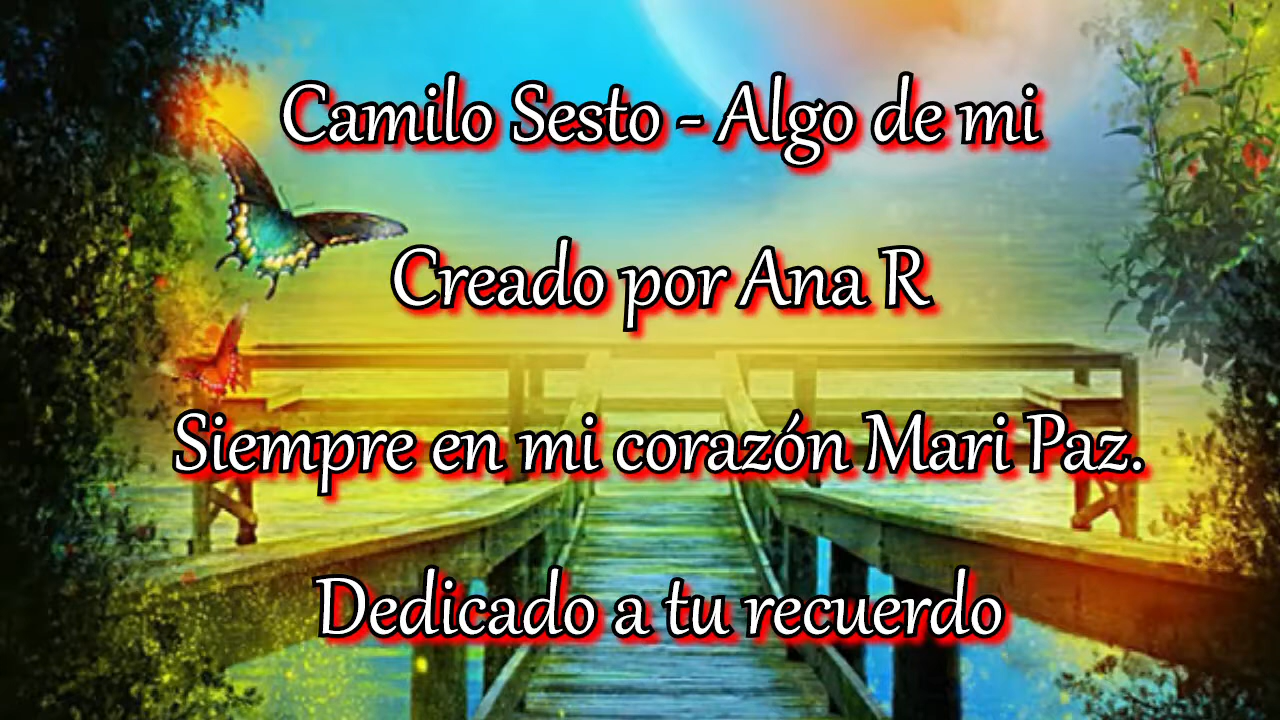 Camilo Sesto - Algo de mi
Creado por Ana R
Siempre en mi corazón Mari Paz.
Dedicado a tu recuerdo